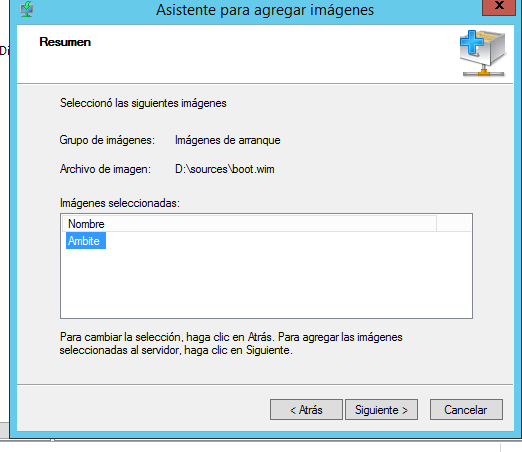 Asistente para agregar imágenes
x
Di
Resumen
Seleccionó las siguientes imágenes
Grupo de imágenes: Imágenes de arranque
Archivo de imagen: D:\sources\boot.wim
Imágenes seleccionadas:
Nombre
Ambite
Para cambiar la selección, haga clic en Atrás. Para agregar las imágenes
seleccionadas al servidor, haga clic en Siguiente.
< Atrás Siguiente > Cancelar